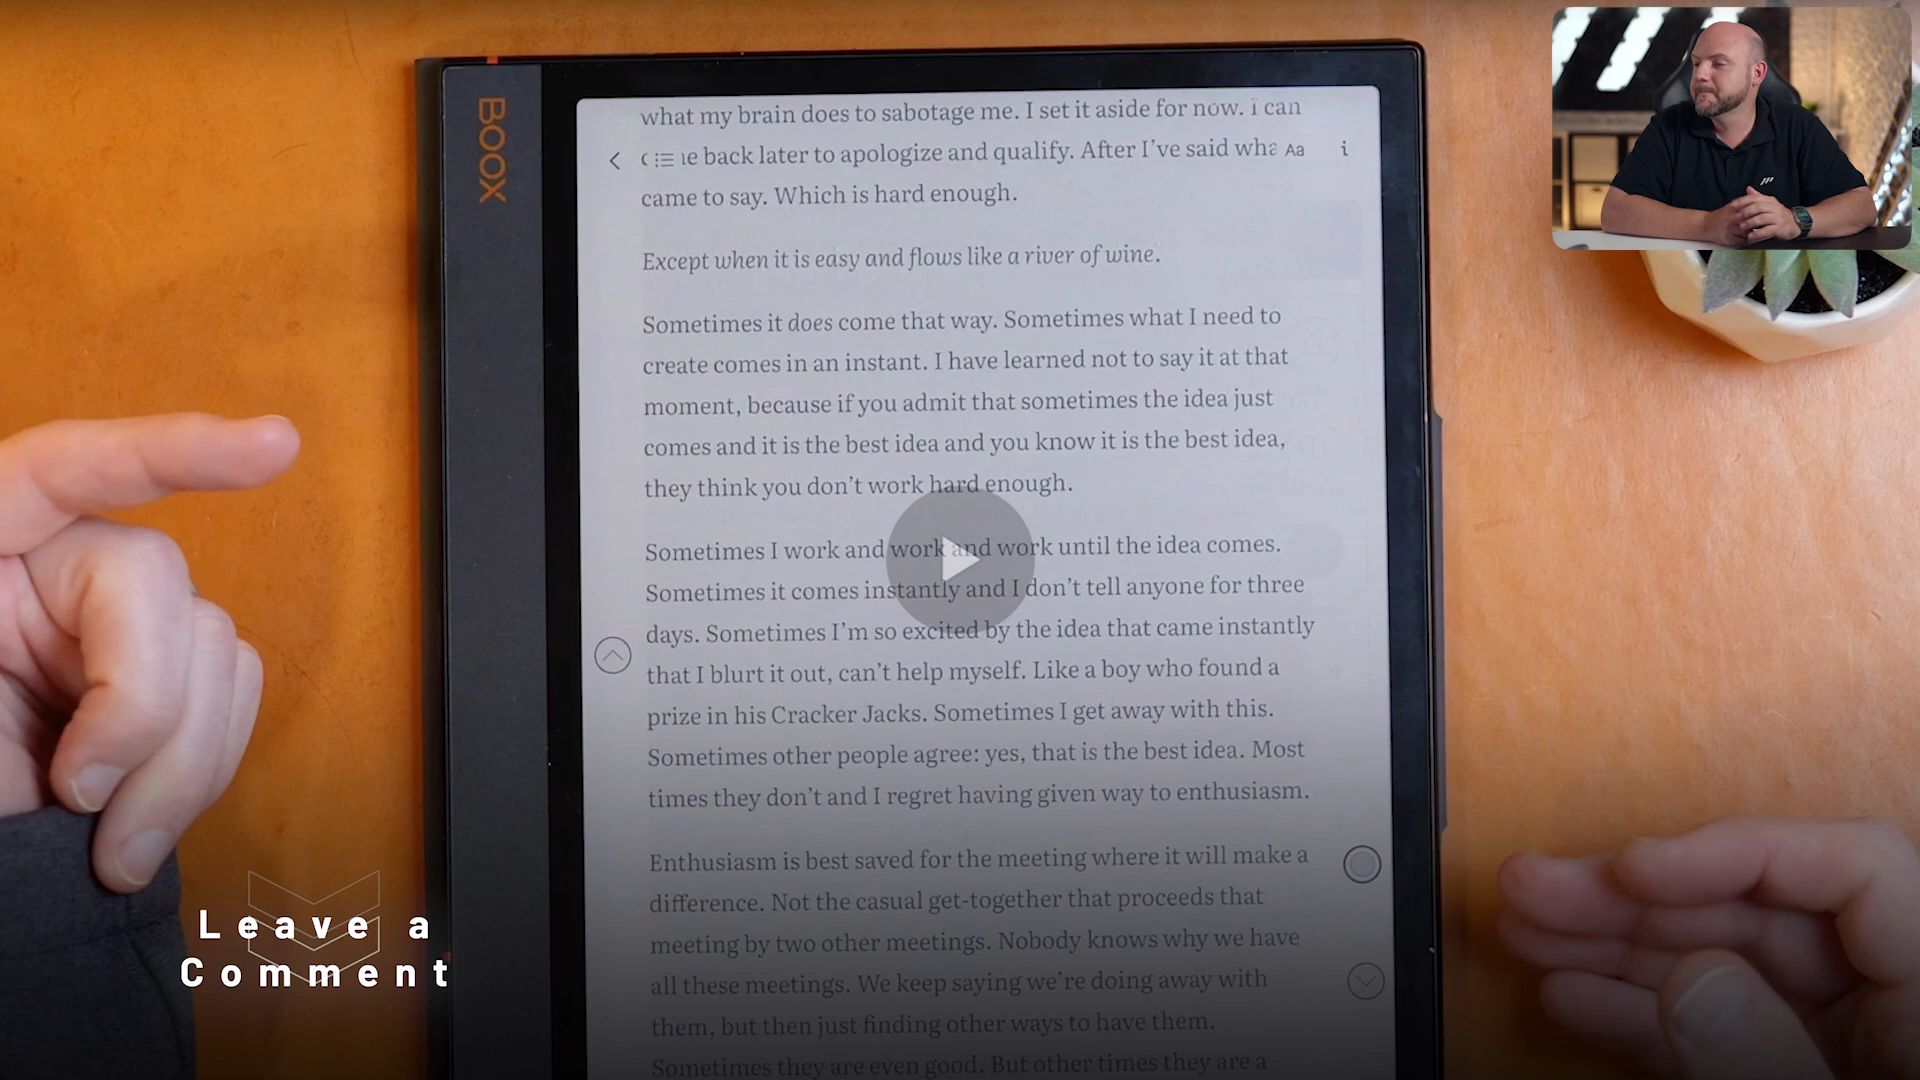 BOOX
what my brain does to sabotage me. I set it aside for now. I can
back later to apologize and qualify. After I’ve said Aa i
came to say. Which is hard enough.
Except when it is easy and flows like a river of wine.
Sometimes it does come that way. Sometimes what I need to
create comes in an instant. I have learned not to say it at that
moment, because if you admit that sometimes the idea just
comes and it is the best idea and you know it is the best idea,
they think you don’t work hard enough.
Sometimes I work and work and work until the idea comes.
Sometimes it comes instantly and I don’t tell anyone for three
days. Sometimes I’m so excited by the idea that came instantly
that I blurt it out, can’t help myself. Like a boy who found a
prize in his Cracker Jacks. Sometimes I get away with this.
Sometimes other people agree: yes, that is the best idea. Most
times they don’t and I regret having given way to enthusiasm.
Enthusiasm is best saved for the meeting where it will make a
difference. Not the casual get-together that proceeds that
meeting by two other meetings. Nobody knows why we have
all these meetings. We keep saying we’re doing away with
them, but then just finding other ways to have them.
Sometimes they are even good. But other times they are a
Leave a
Comment